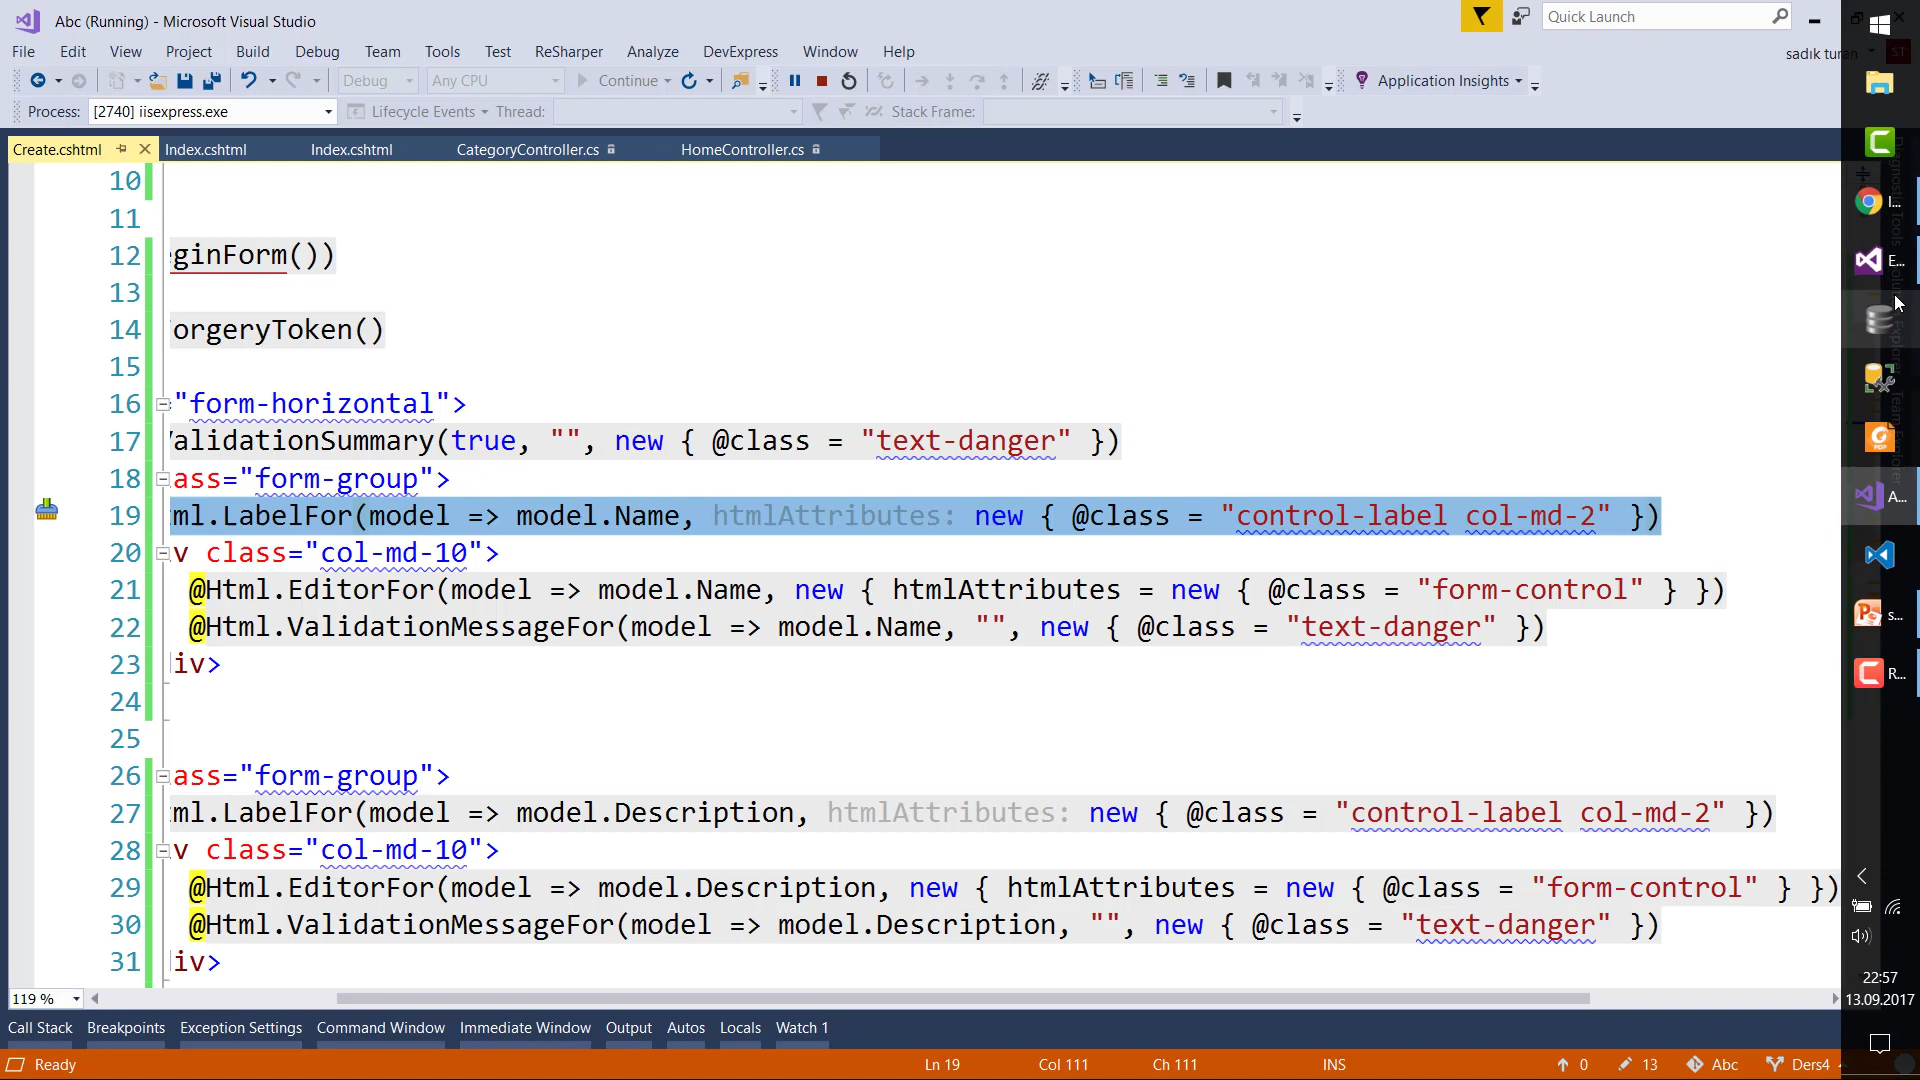 Abc (Running) - Microsoft Visual Studio
Quick Launch
File Edit View Project Build Debug Team Tools Test ReSharper Analyze DevExpress Window Help
sadık turan ST
Debug Any CPU Continue Application Insights
Process: [2740] iisexpress.exe Lifecycle Events Thread: Stack Frame:
Create.cshtml Index.cshtml Index.cshtml CategoryController.cs HomeController.cs
10
11
12 ginForm())
13
14 orgeryToken()
15
16 "form-horizontal">
17 alidationSummary(true, "", new { @class = "text-danger" })
18 ass="form-group">
19 ml.LabelFor(model => model.Name, htmlAttributes: new { @class = "control-label col-md-2" })
20 v class="col-md-10">
21 @Html.EditorFor(model => model.Name, new { htmlAttributes = new { @class = "form-control" } })
22 @Html.ValidationMessageFor(model => model.Name, "", new { @class = "text-danger" })
23 iv>
24
25
26 ass="form-group">
27 ml.LabelFor(model => model.Description, htmlAttributes: new { @class = "control-label col-md-2" })
28 v class="col-md-10">
29 @Html.EditorFor(model => model.Description, new { htmlAttributes = new { @class = "form-control" } })
30 @Html.ValidationMessageFor(model => model.Description, "", new { @class = "text-danger" })
31 iv>
119 %
Call Stack Breakpoints Exception Settings Command Window Immediate Window Output Autos Locals Watch 1
Ready Ln 19 Col 111 Ch 111 INS 0 13 Abc Ders4
Diagnostic Tools
Team Explorer
I...
E...
A...
s...
R...
22:57
13.09.2017